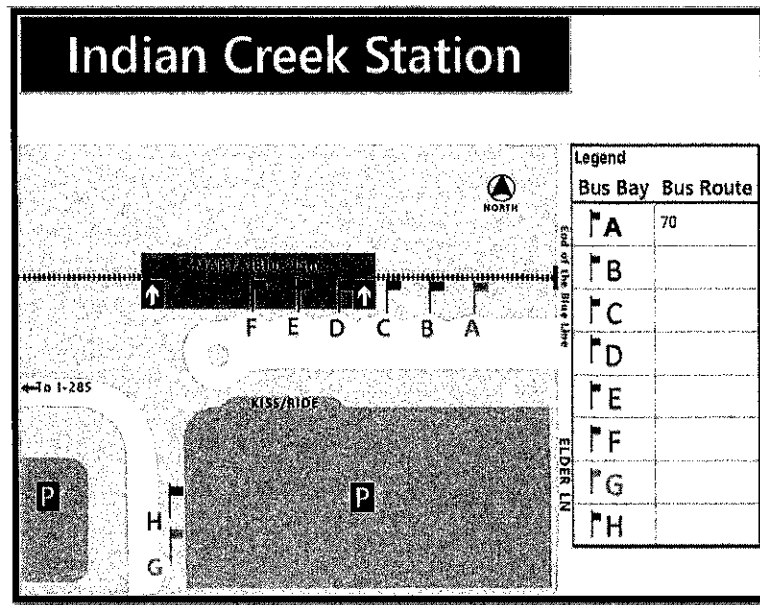 Indian Creek Station
NORTH
End of the Blue Line
F E D C B A
To I-285
KISS/RIDE
P
P
H
G
ELDER LN
Legend
Bus Bay Bus Route
A 70
B
C
D
E
F
G
H